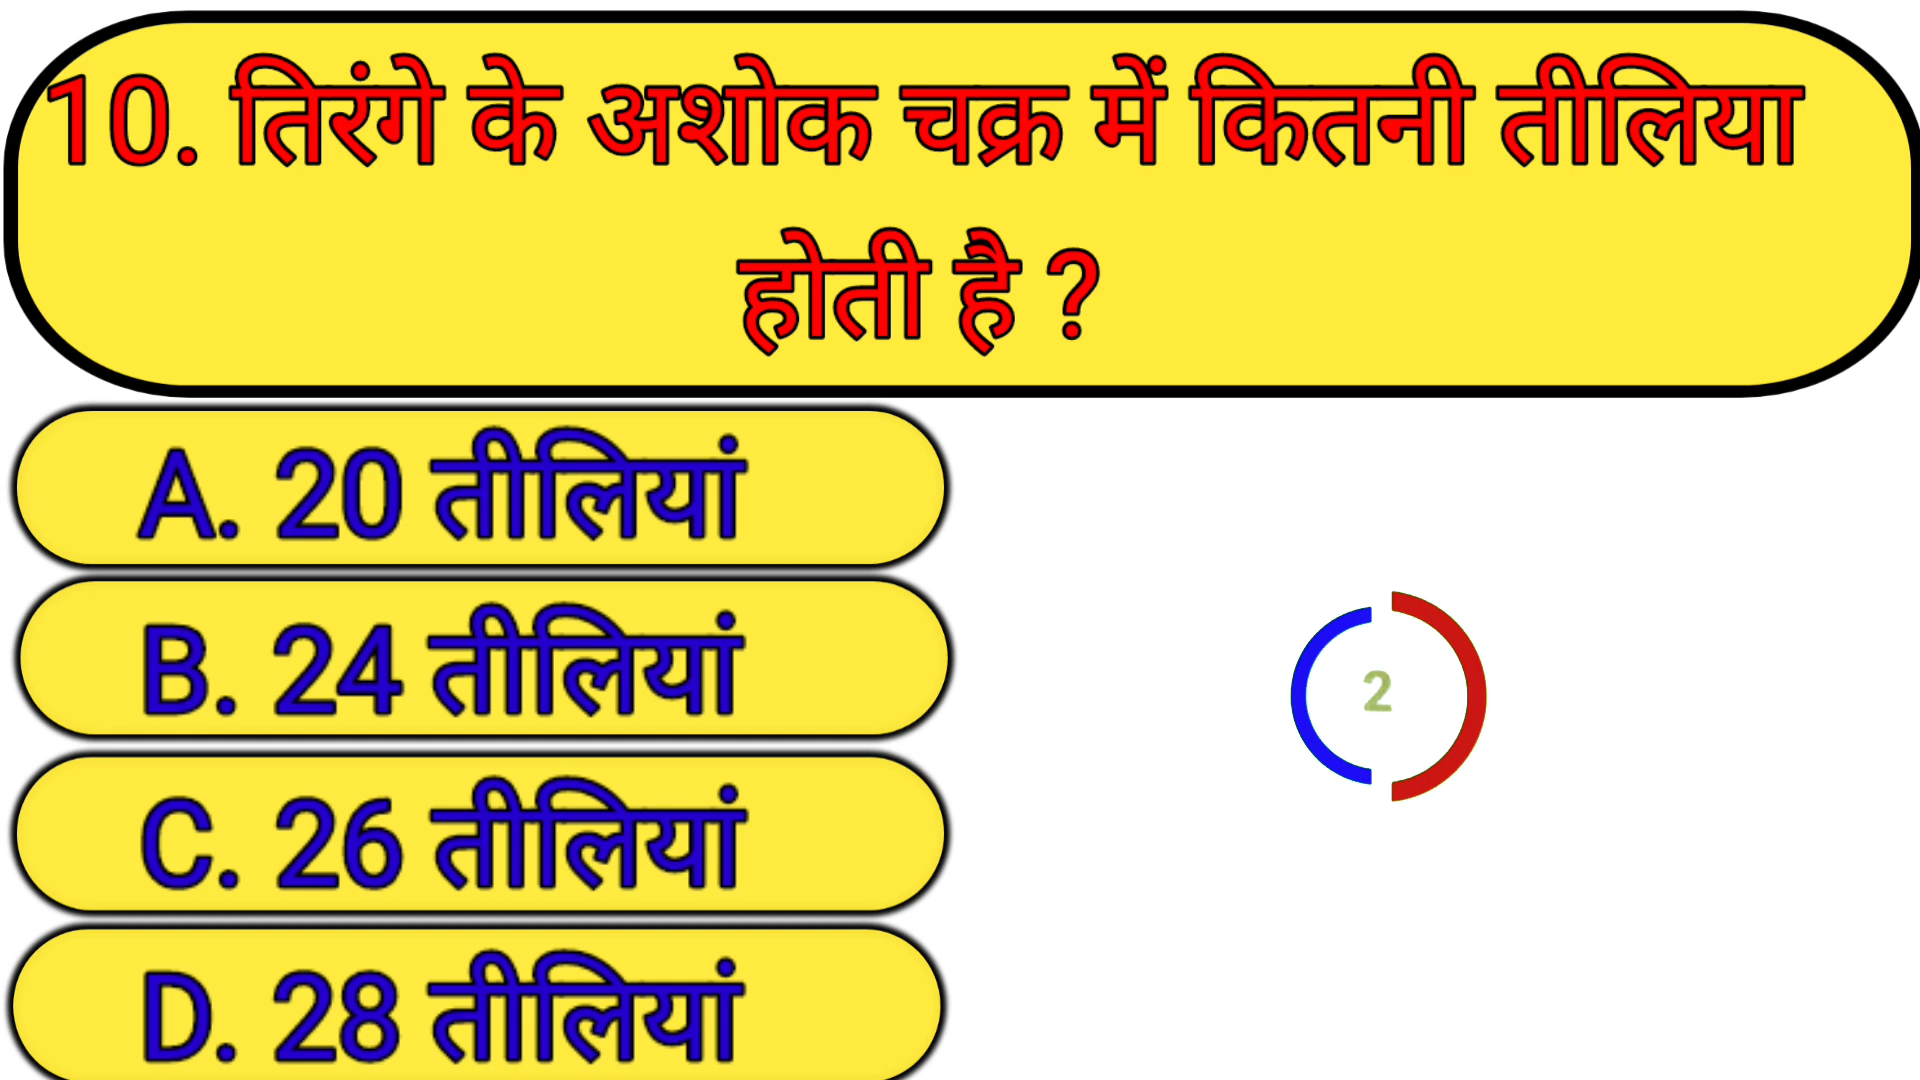 10. तिरंगे के अशोक चक्र में कितनी तीलिया
होती है ?
A. 20 तीलियां
B. 24 तीलियां
2
C. 26 तीलियां
D. 28 तीलियां